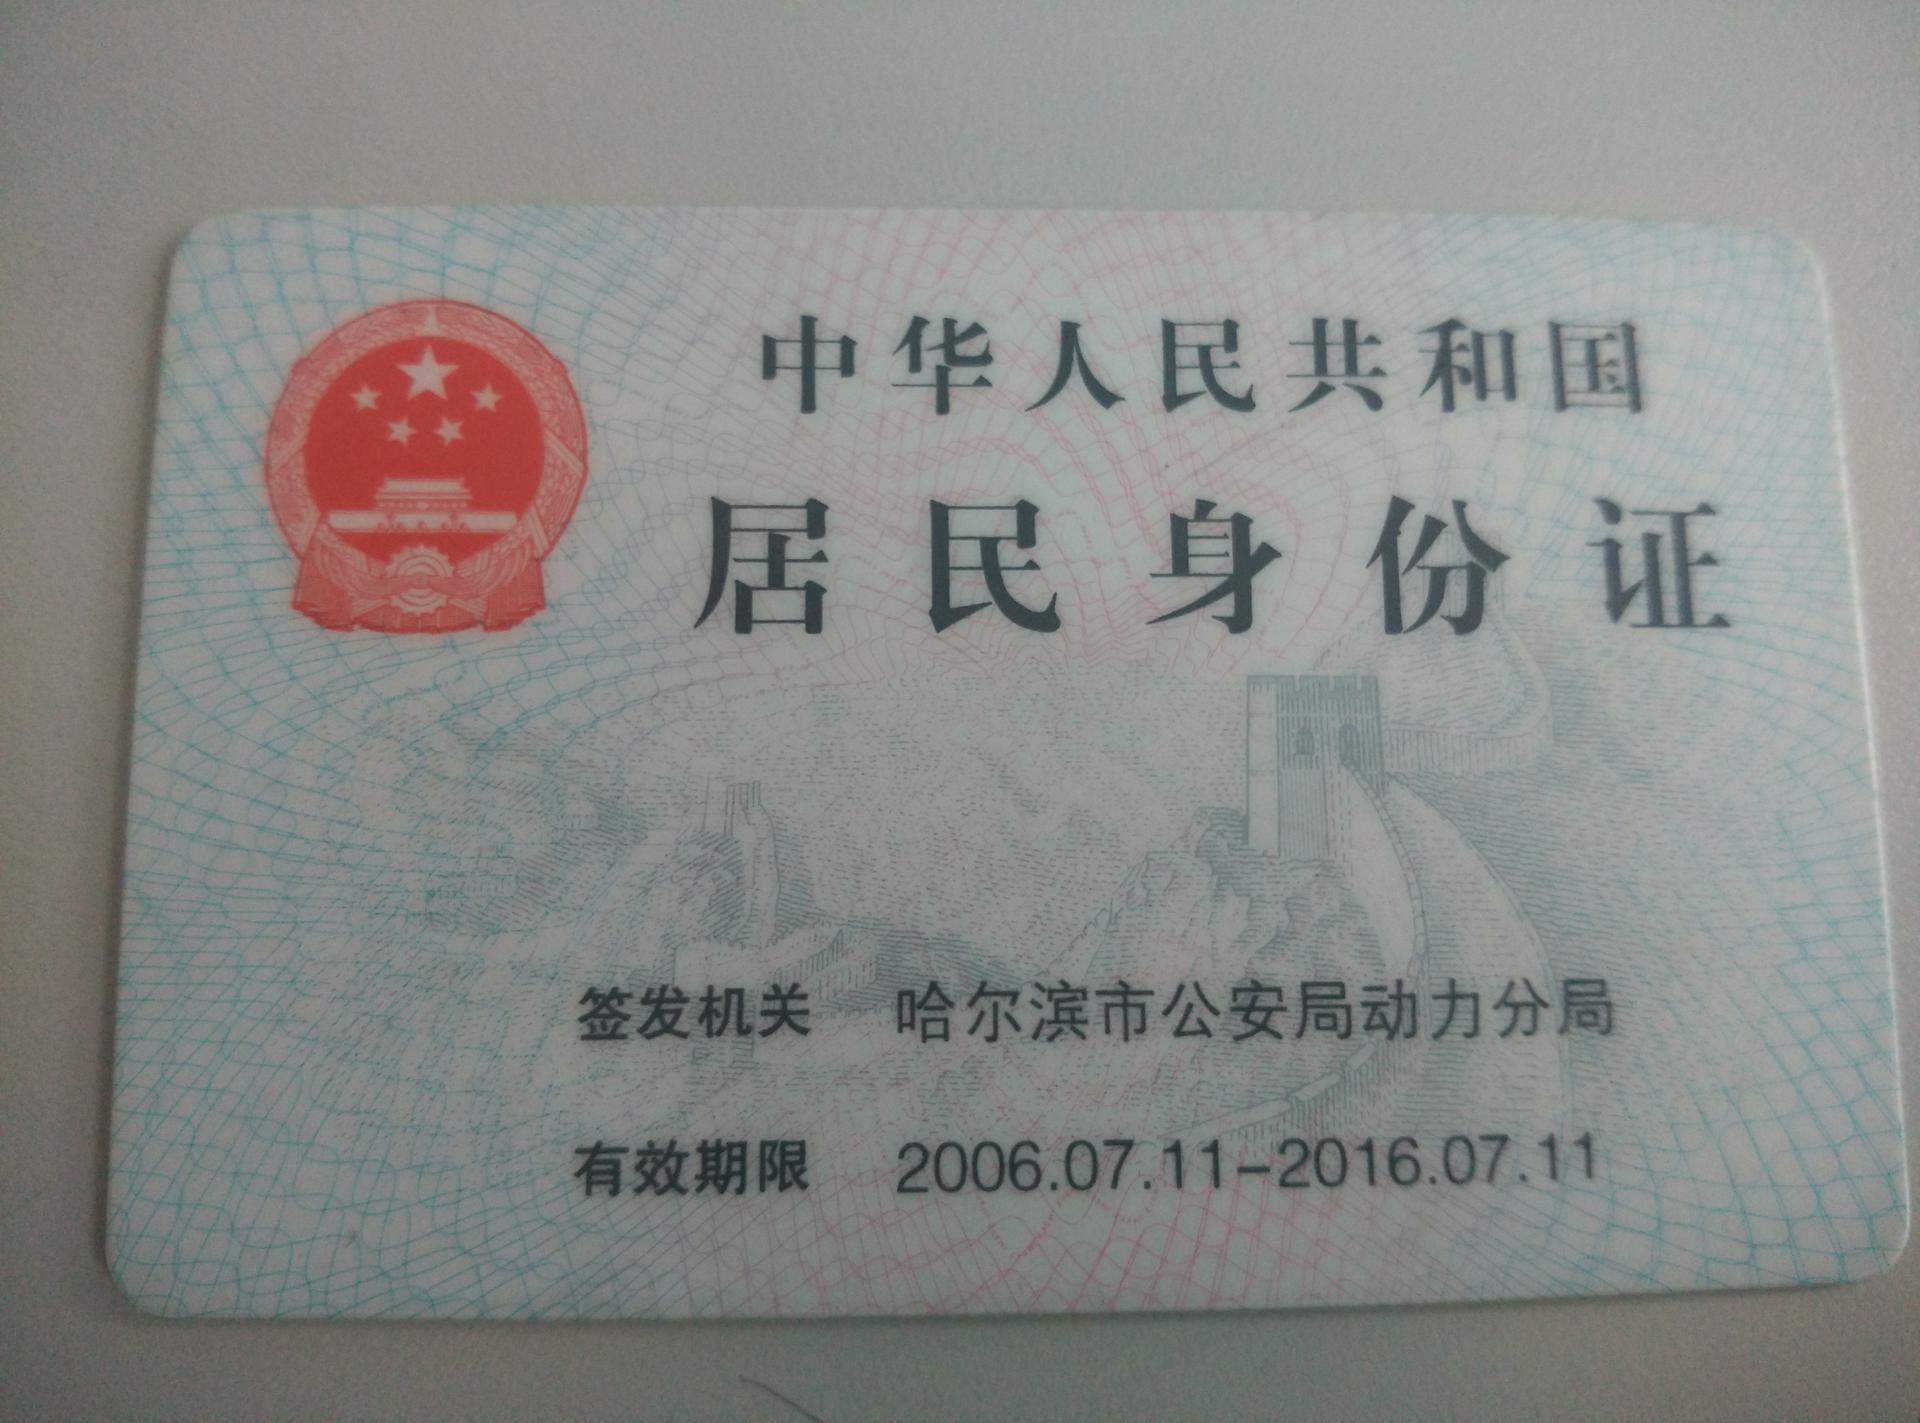 中华人民共和国
居民身份证
签发机关 哈尔滨市公安局动力分局
有效期限 2006.07.11-2016.07.11